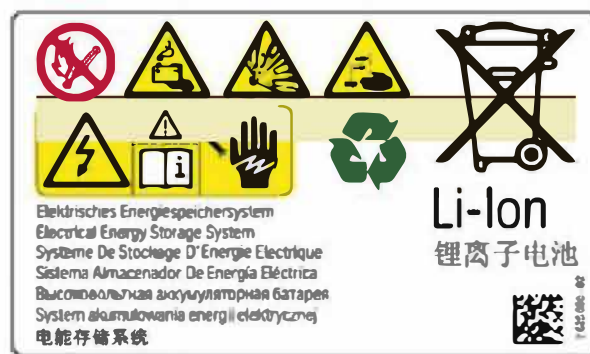 Elektrisches Energiespeichersystem
Electrical Energy Storage System
Systeme De Stockage D'Energie Electrique
Sistema Almacenador De Energía Eléctrica
Высоковольтная аккумуляторная батарея
System akumulowania energii elektrycznej
电能存储系统
Li-Ion
锂离子电池